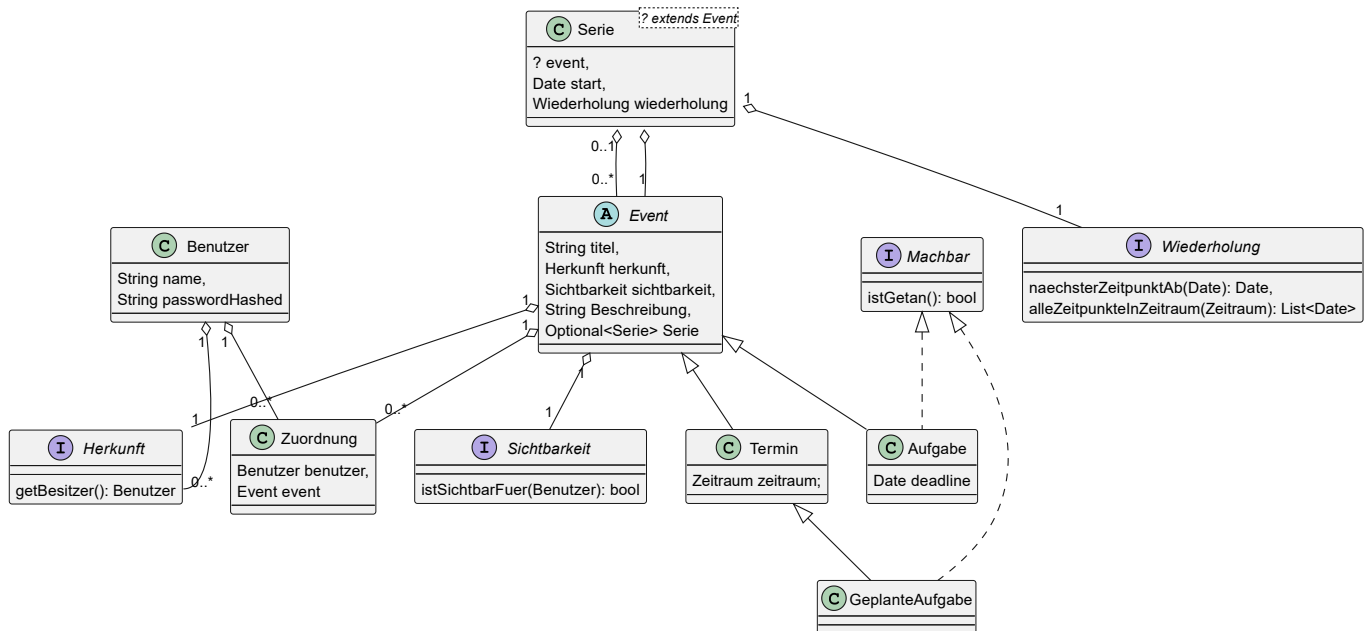 ? extends Event
C Serie
? event,
Date start,
Wiederholung wiederholung
1
0..1
0..*
1
1
A Event
String titel,
Herkunft herkunft,
Sichtbarkeit sichtbarkeit,
String Beschreibung,
Optional<Serie> Serie
C Benutzer
String name,
String passwordHashed
I Machbar
istGetan(): bool
I Wiederholung
naechsterZeitpunktAb(Date): Date,
alleZeitpunkteInZeitraum(Zeitraum): List<Date>
1
1
1
1
1
1
0..*
0..*
1
0..*
I Herkunft
getBesitzer(): Benutzer
C Zuordnung
Benutzer benutzer,
Event event
I Sichtbarkeit
istSichtbarFuer(Benutzer): bool
C Termin
Zeitraum zeitraum;
C Aufgabe
Date deadline
C GeplanteAufgabe